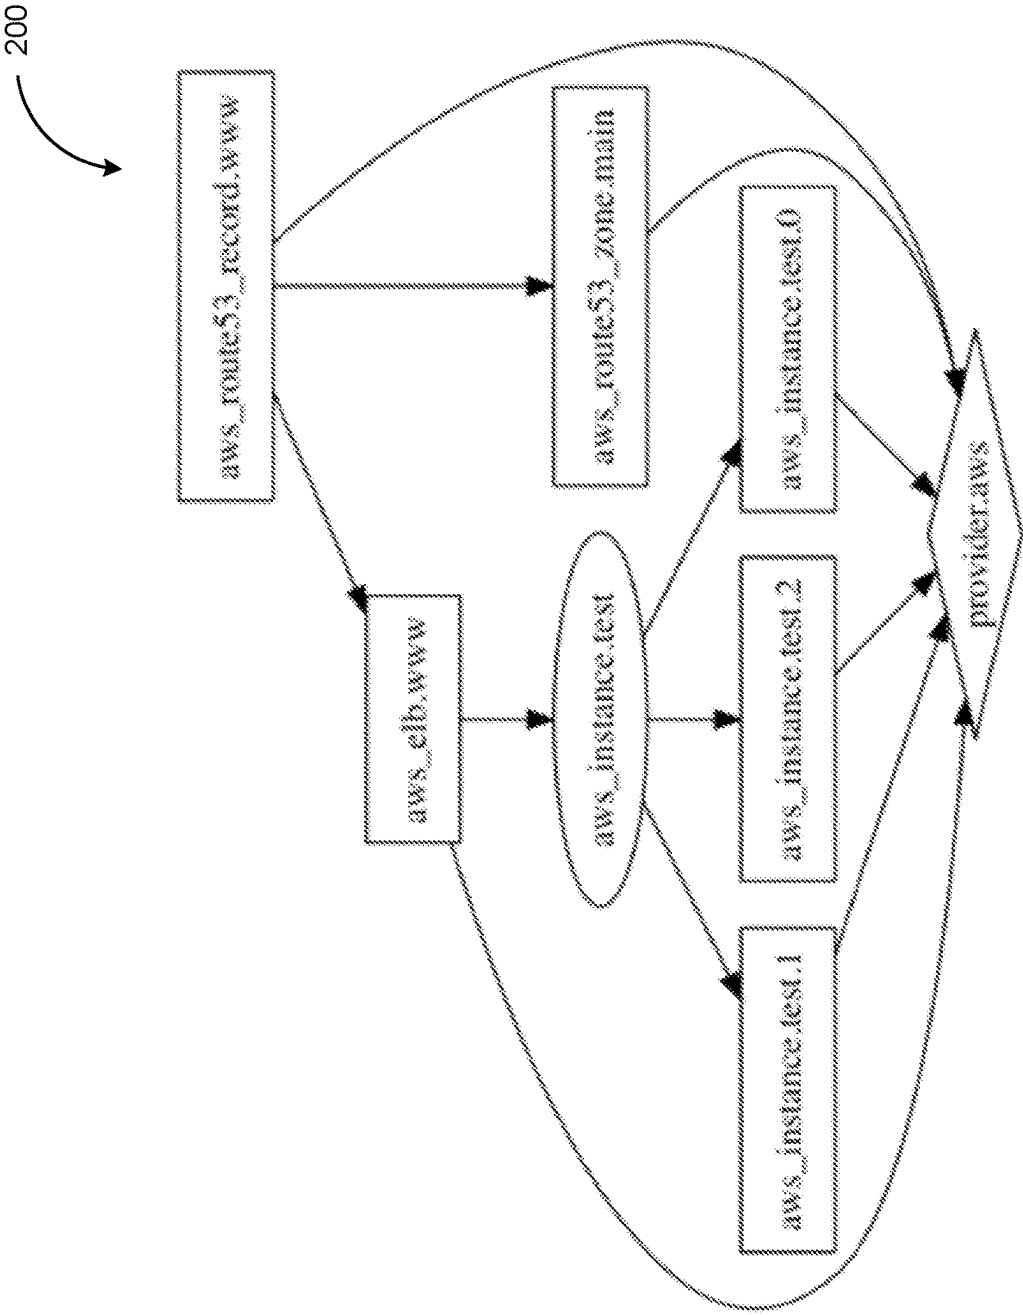 200
aws_route53_record.www
aws_elb.www
aws_route53_zone.main
aws_instance.test
aws_instance.test.1
aws_instance.test.2
aws_instance.test.0
provider.aws